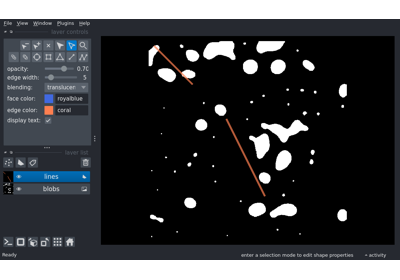 File View Window Plugins Help
layer controls
opacity: 0.70
edge width: 5
blending: translucen
face color: royalblue
edge color: coral
display text:
layer list
lines
blobs
Ready enter a selection mode to edit shape properties activity